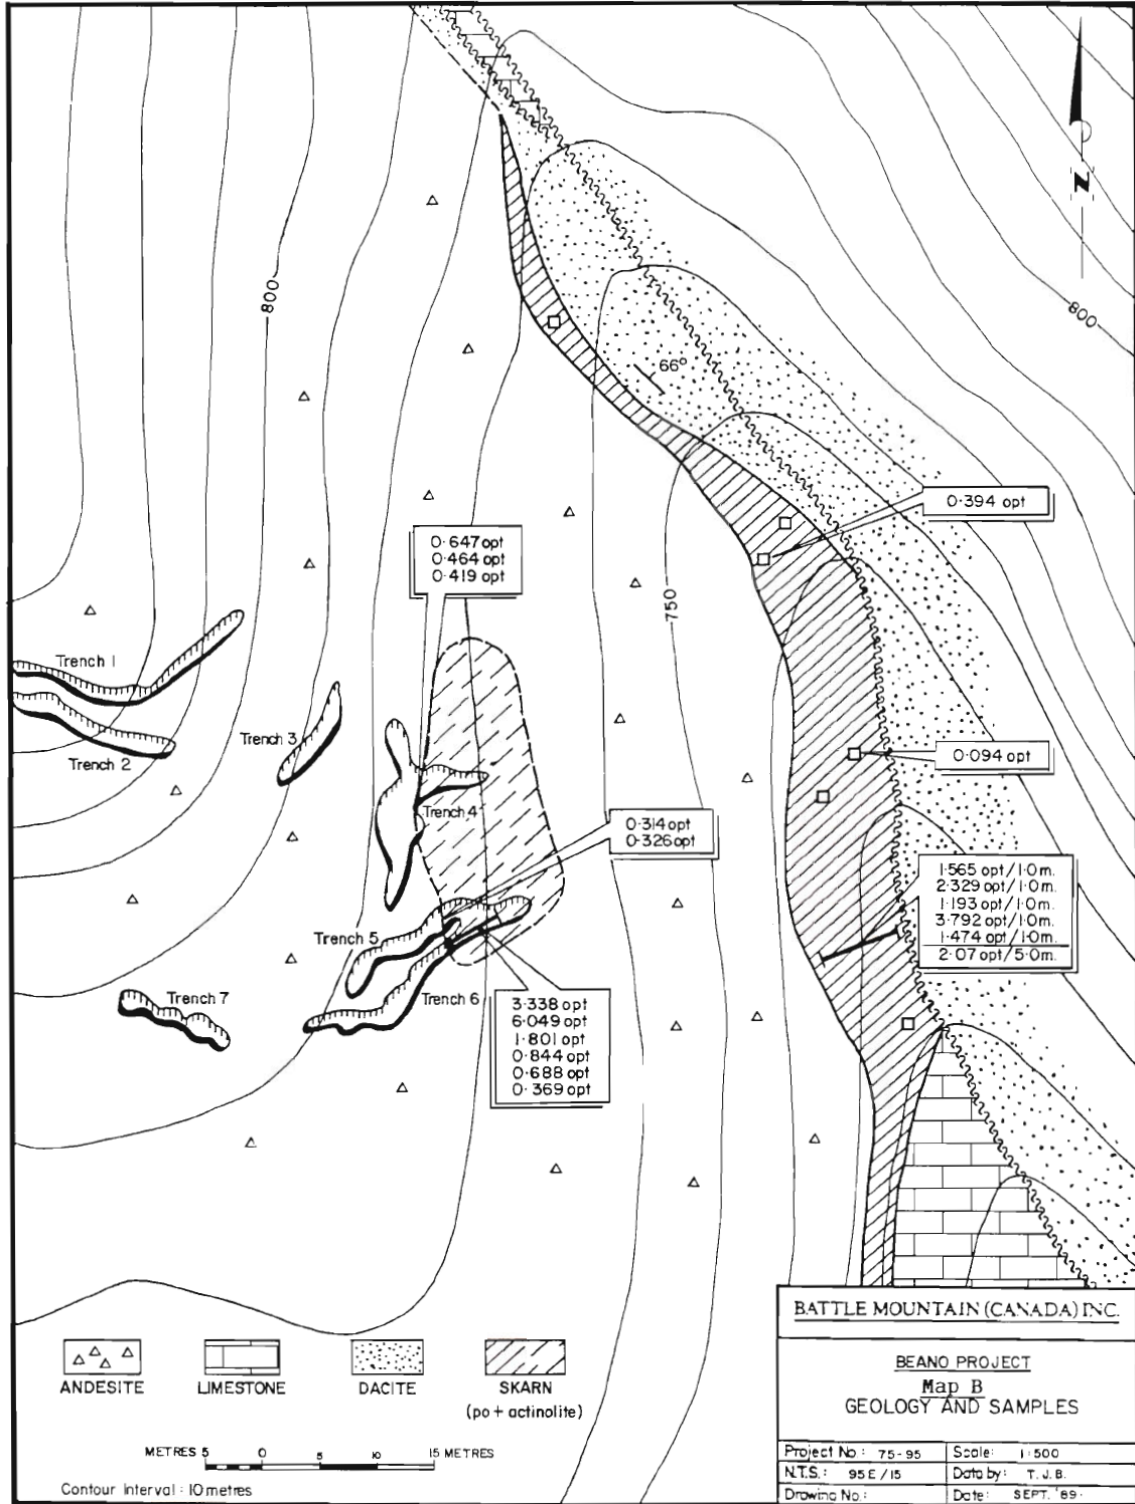 N
800
800
66°
0.394 opt
0.647 opt
0.464 opt
0.419 opt
750
Trench 1
Trench 2
Trench 3
0.094 opt
Trench 4
0.314 opt
0.326 opt
1.565 opt/1.0m.
2.329 opt/1.0m.
1.193 opt/1.0m.
3.792 opt/1.0m.
1.474 opt/1.0m.
2.07 opt/5.0m.
Trench 5
Trench 6
Trench 7
3.338 opt
6.049 opt
1.801 opt
0.844 opt
0.688 opt
0.369 opt
ANDESITE
LIMESTONE
DACITE
SKARN
(po + actinolite)
METRES 5 0 5 10 15 METRES
Contour Interval : 10 metres
BATTLE MOUNTAIN (CANADA) INC.
BEANO PROJECT
Map B
GEOLOGY AND SAMPLES
Project No : 75-95 Scale: 1:500
N.T.S.: 95 E / 15 Data by: T. J. B.
Drawing No.: Date: SEPT. '89.